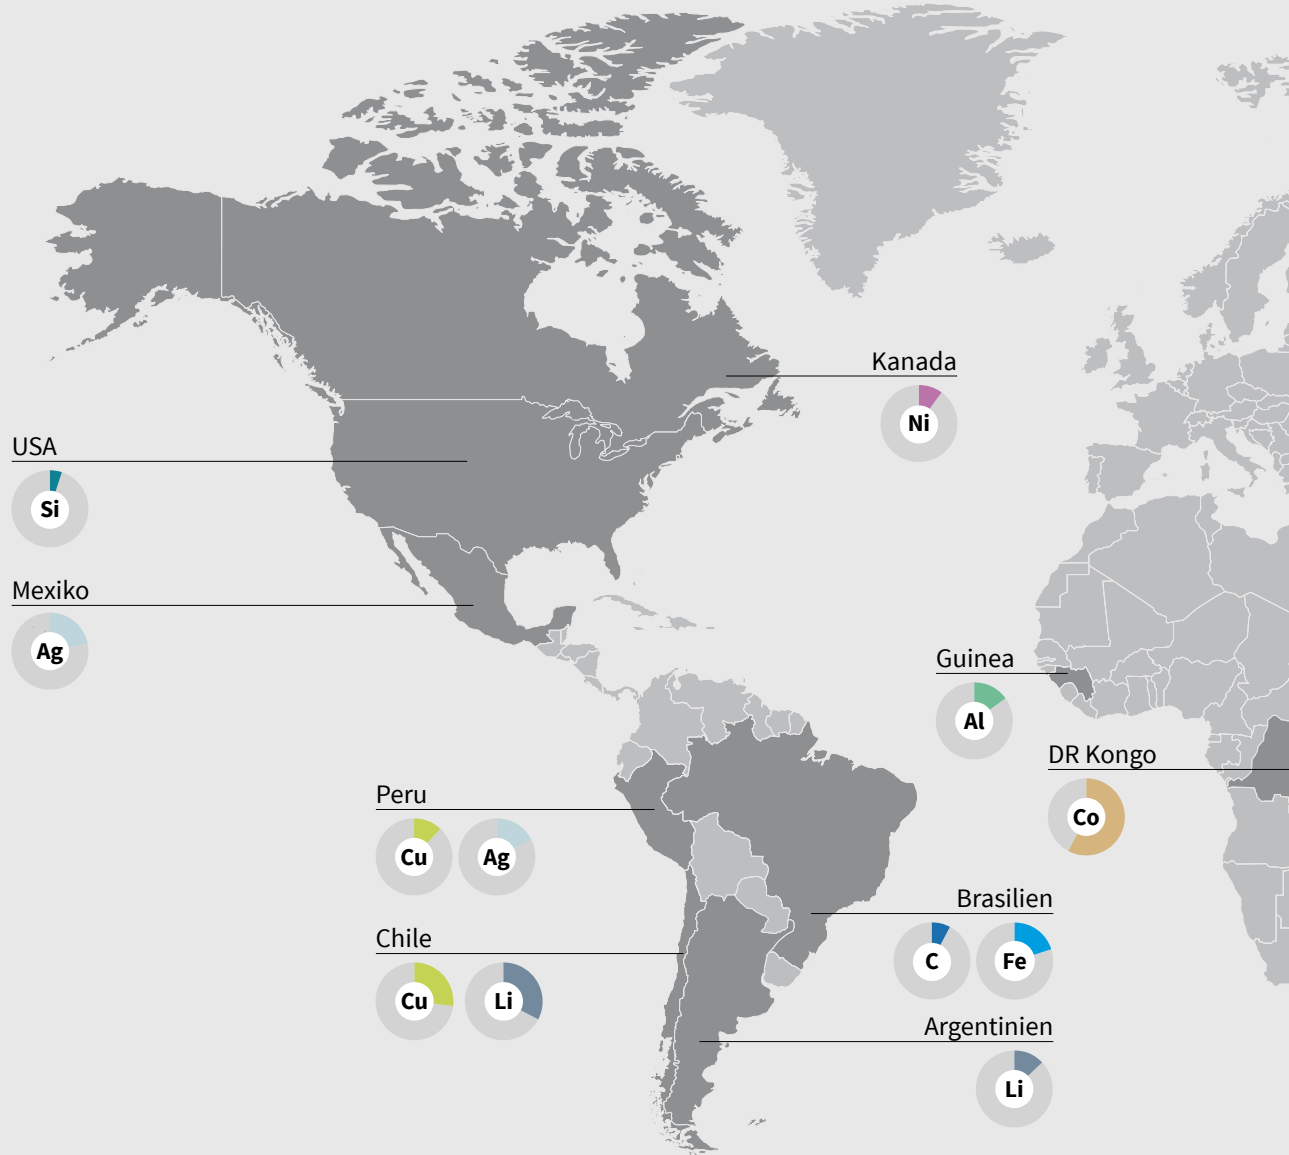 Kanada
Ni
USA
Si
Mexiko
Ag
Guinea
Al
DR Kongo
Co
Peru
Cu Ag
Brasilien
C Fe
Chile
Cu Li
Argentinien
Li